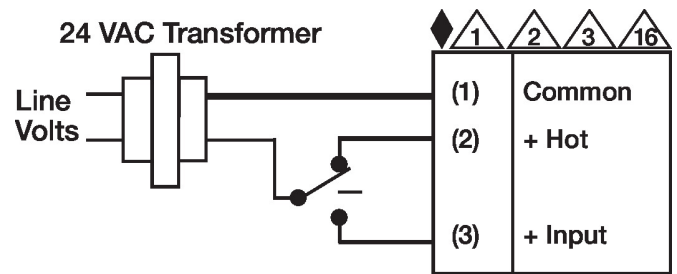 24 VAC Transformer
1 2 3 16
Line
Volts
(1) Common
(2) + Hot
(3) + Input